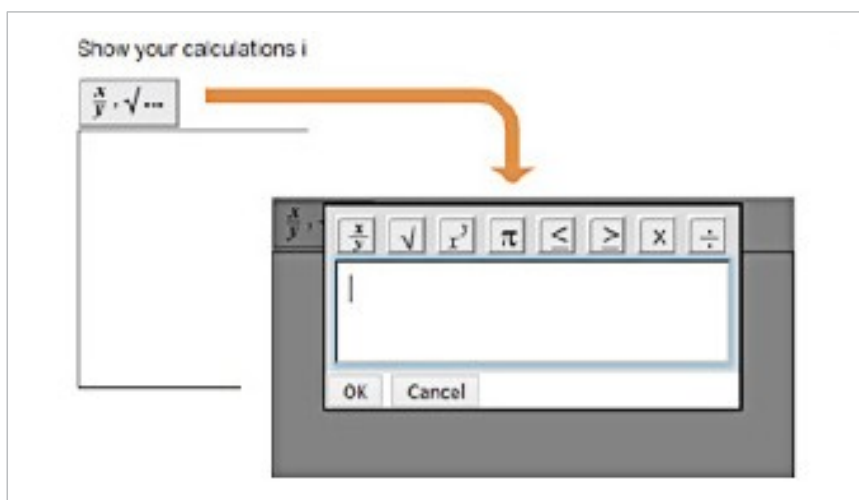 Show your calculations i
x/y , √ ...
x/y ,
x/y √ x^y π ≤ ≥ × ÷
OK Cancel